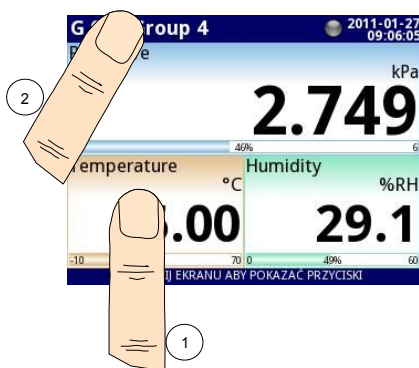 roup 4
2011-01-27
09:06:05
kPa
2.749
46%
6
2
Temperature
Humidity
°C
%RH
.00
29.1
-10
70
0
49%
60
EKRANU ABY POKAZAĆ PRZYCISKI
1